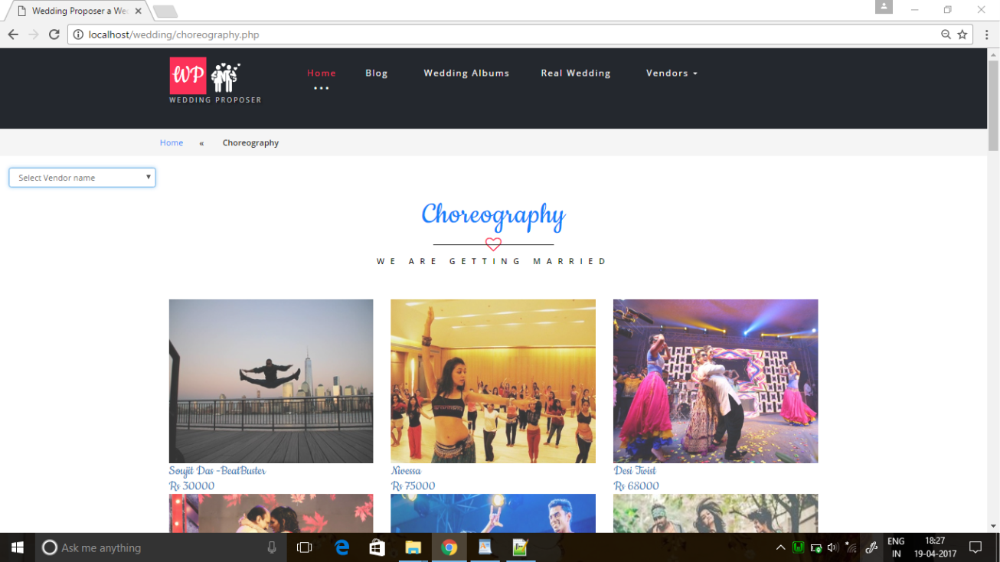 Wedding Proposer a We
localhost/wedding/choreography.php
WP
WEDDING PROPOSER
Home
Blog
Wedding Albums
Real Wedding
Vendors
Home « Choreography
Select Vendor name
Choreography
WE ARE GETTING MARRIED
Soujit Das -BeatBuster
Rs 30000
Nivessa
Rs 75000
Desi Twist
Rs 68000
Ask me anything
ENG
IN
18:27
19-04-2017